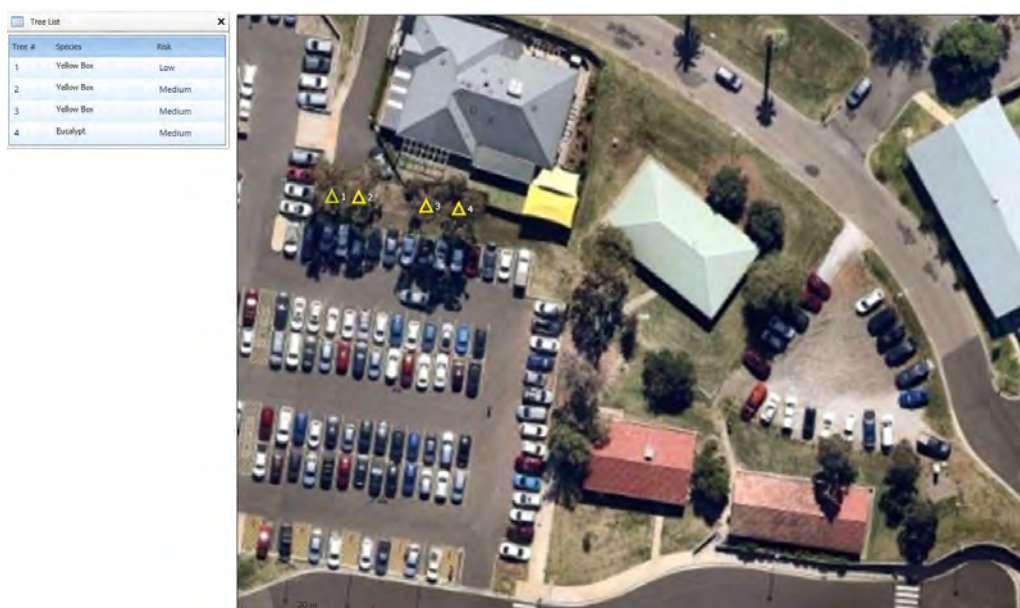 Tree List
Tree # Species Risk
1 Yellow Box Low
2 Yellow Box Medium
3 Yellow Box Medium
4 Eucalypt Medium
1 2
3 4
20 m